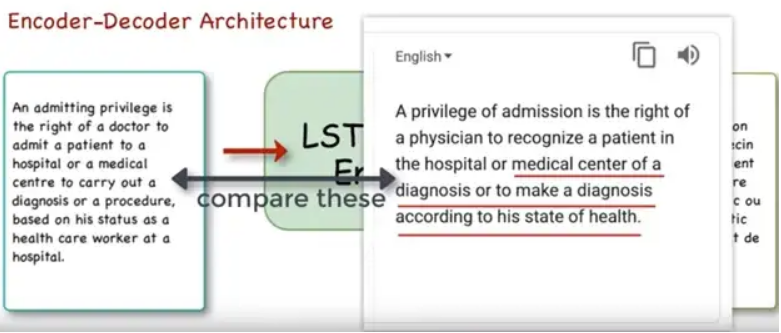 Encoder-Decoder Architecture
An admitting privilege is
the right of a doctor to
admit a patient to a
hospital or a medical
centre to carry out a
diagnosis or a procedure,
based on his status as a
health care worker at a
hospital.
LST
compare these
English
A privilege of admission is the right of
a physician to recognize a patient in
the hospital or medical center of a
diagnosis or to make a diagnosis
according to his state of health.